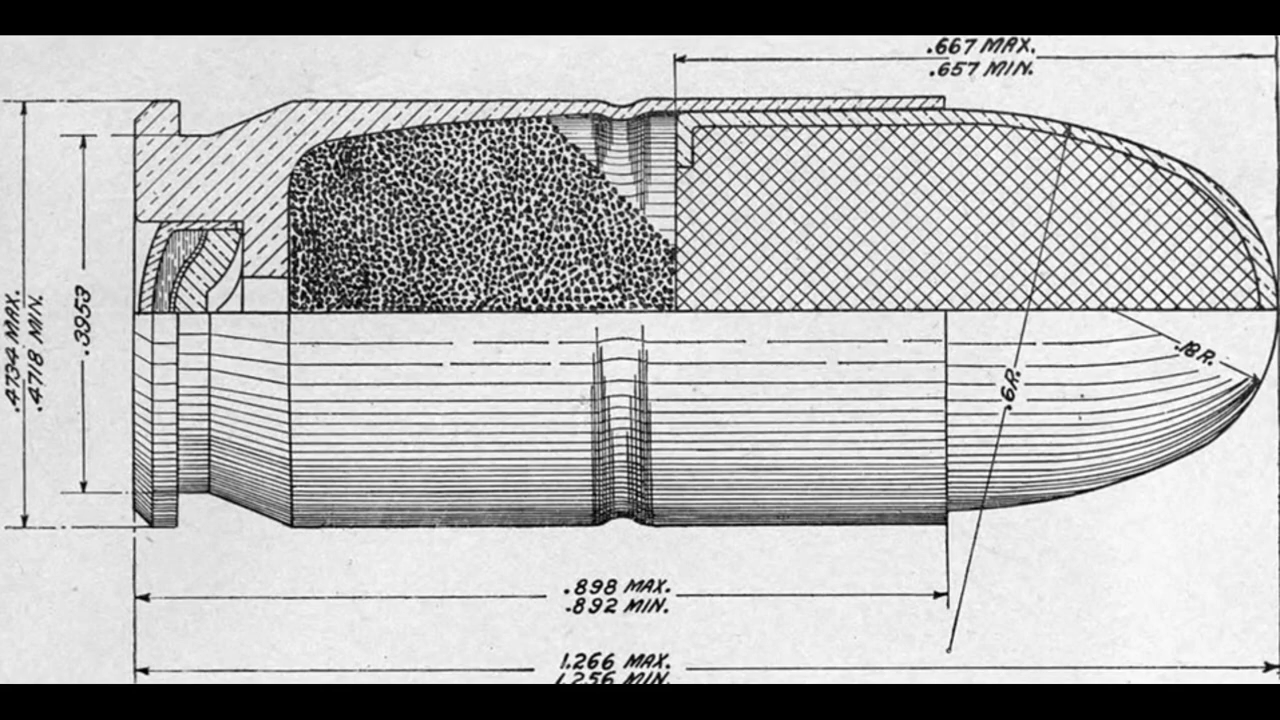 .667 MAX.
.657 MIN.
.4734 MAX.
.4718 MIN.
.3953
.18 R.
.6R.
.898 MAX.
.892 MIN.
1.266 MAX.
1.256 MIN.